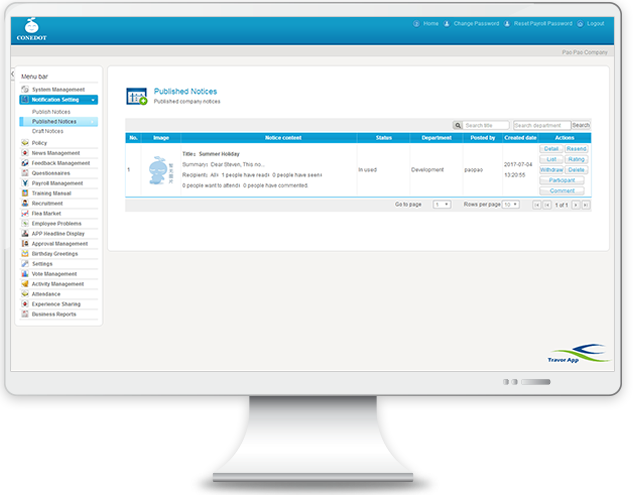 CONEDOT
Home Change Password Reset Payroll Password Logout
Pao Pao Company
Menu bar
System Management
Notification Setting
Publish Notices
Published Notices
Draft Notices
Policy
News Management
Feedback Management
Questionnaires
Payroll Management
Training Manual
Recruitment
Flea Market
Employee Problems
APP Headline Display
Approval Management
Birthday Greetings
Settings
Vote Management
Activity Management
Attendance
Experience Sharing
Business Reports
Published Notices
Published company notices
Search title Search department Search
No. Image Notice content Status Department Posted by Created date Actions
1
Title: Summer Holiday
Summary: Dear Steven, This no...
Recipient: All 1 people have read 0 people have seen
0 people want to attend 0 people have commented
In used
Development
paopao
2017-07-04
13:20:55
Detail Resend
List Rating
Withdraw Delete
Participant
Comment
Go to page Rows per page 10 1 of 1
Travor App